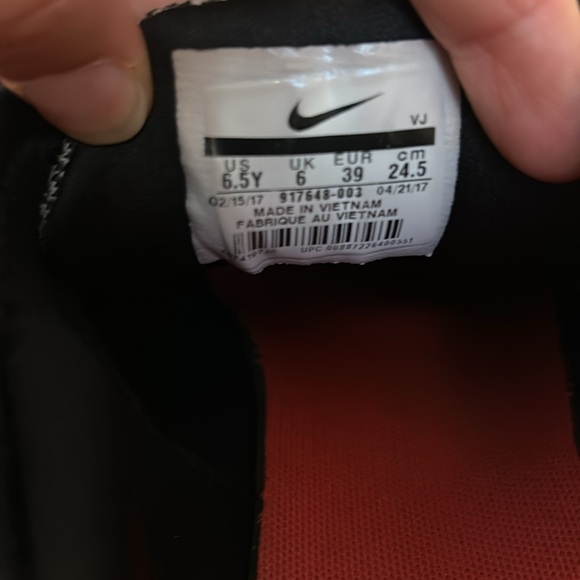 VJ
US UK EUR cm
6.5Y 6 39 24.5
02/15/17 917648-003 04/21/17
MADE IN VIETNAM
FABRIQUE AU VIETNAM